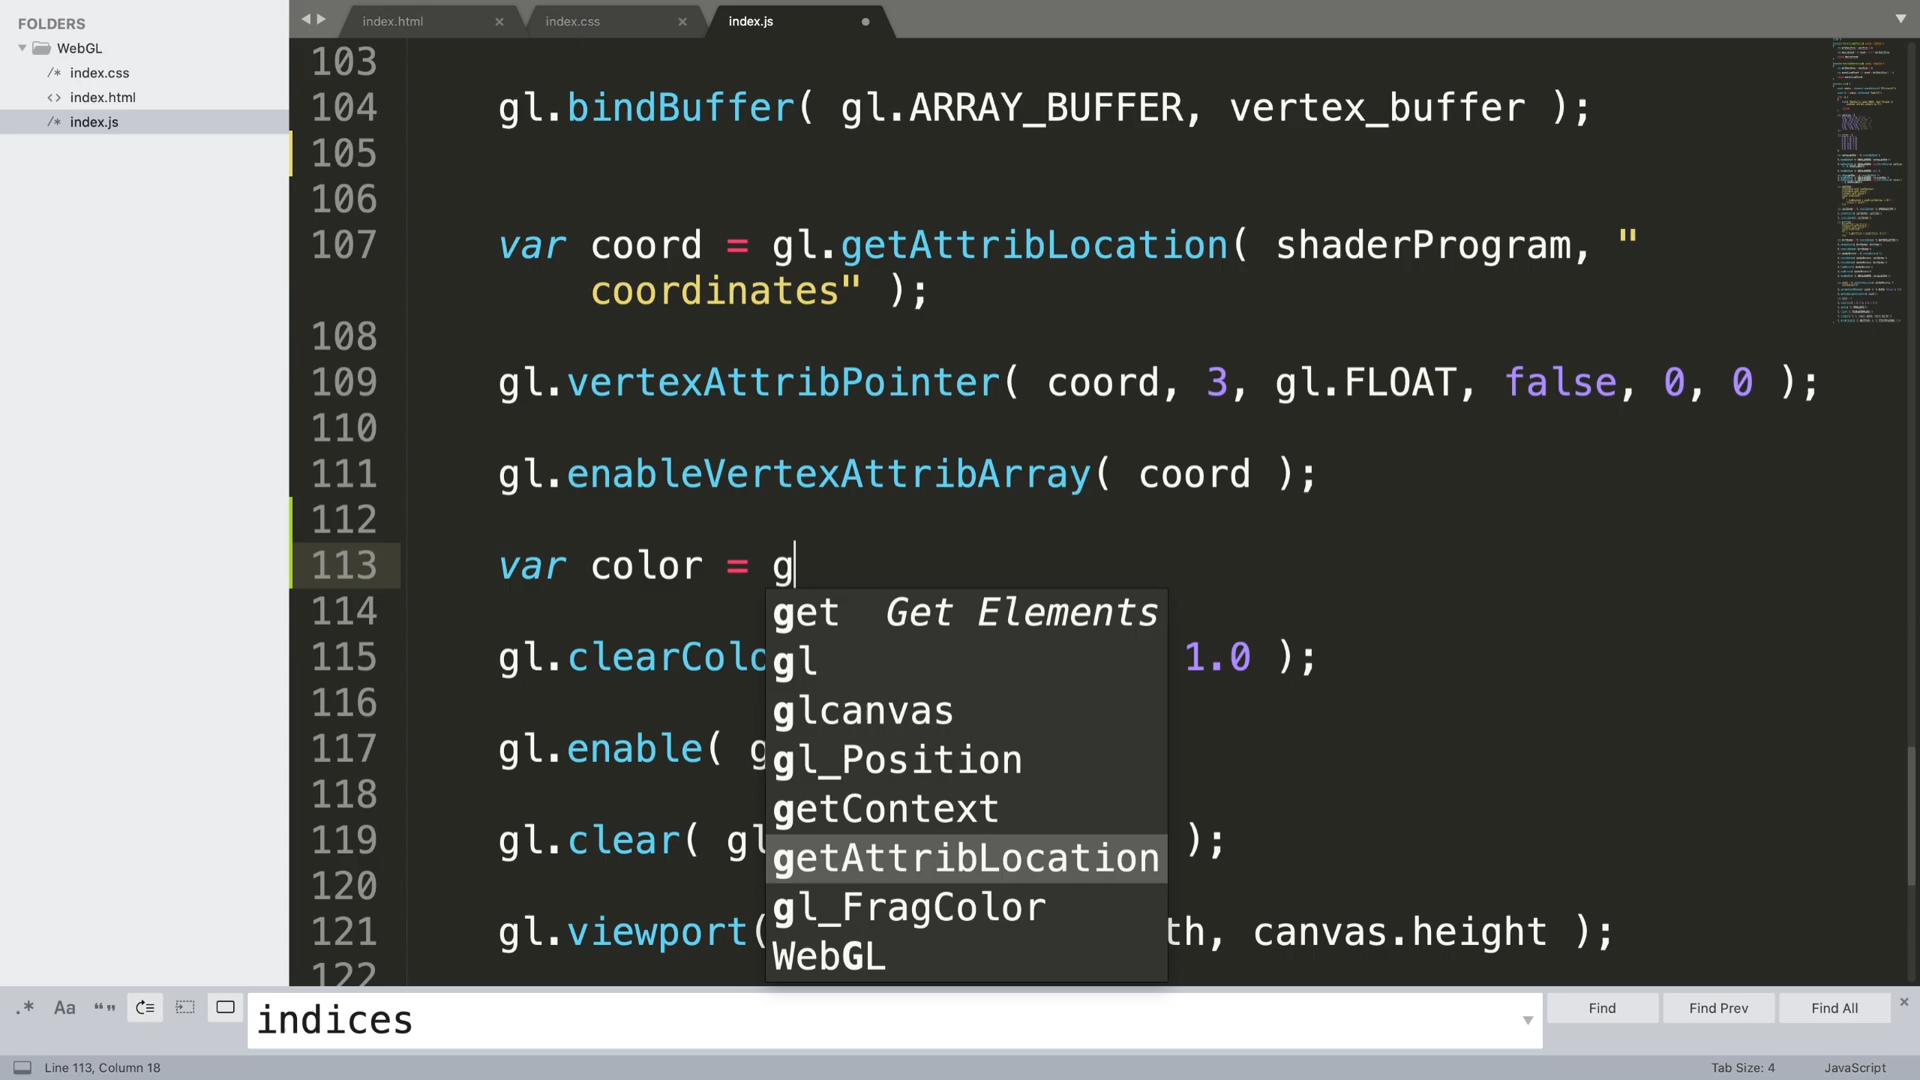 FOLDERS
WebGL
/* index.css
<> index.html
/* index.js
index.html
index.css
index.js
103
104 gl.bindBuffer( gl.ARRAY_BUFFER, vertex_buffer );
105
106
107 var coord = gl.getAttribLocation( shaderProgram, "
coordinates" );
108
109 gl.vertexAttribPointer( coord, 3, gl.FLOAT, false, 0, 0 );
110
111 gl.enableVertexAttribArray( coord );
112
113 var color = g
114
115 gl.clearColo 1.0 );
116
117 gl.enable( g
118
119 gl.clear( gl );
120
121 gl.viewport( th, canvas.height );
122
get Get Elements
gl
glcanvas
gl_Position
getContext
getAttribLocation
gl_FragColor
WebGL
.* Aa “”
indices
Find
Find Prev
Find All
Line 113, Column 18
Tab Size: 4
JavaScript